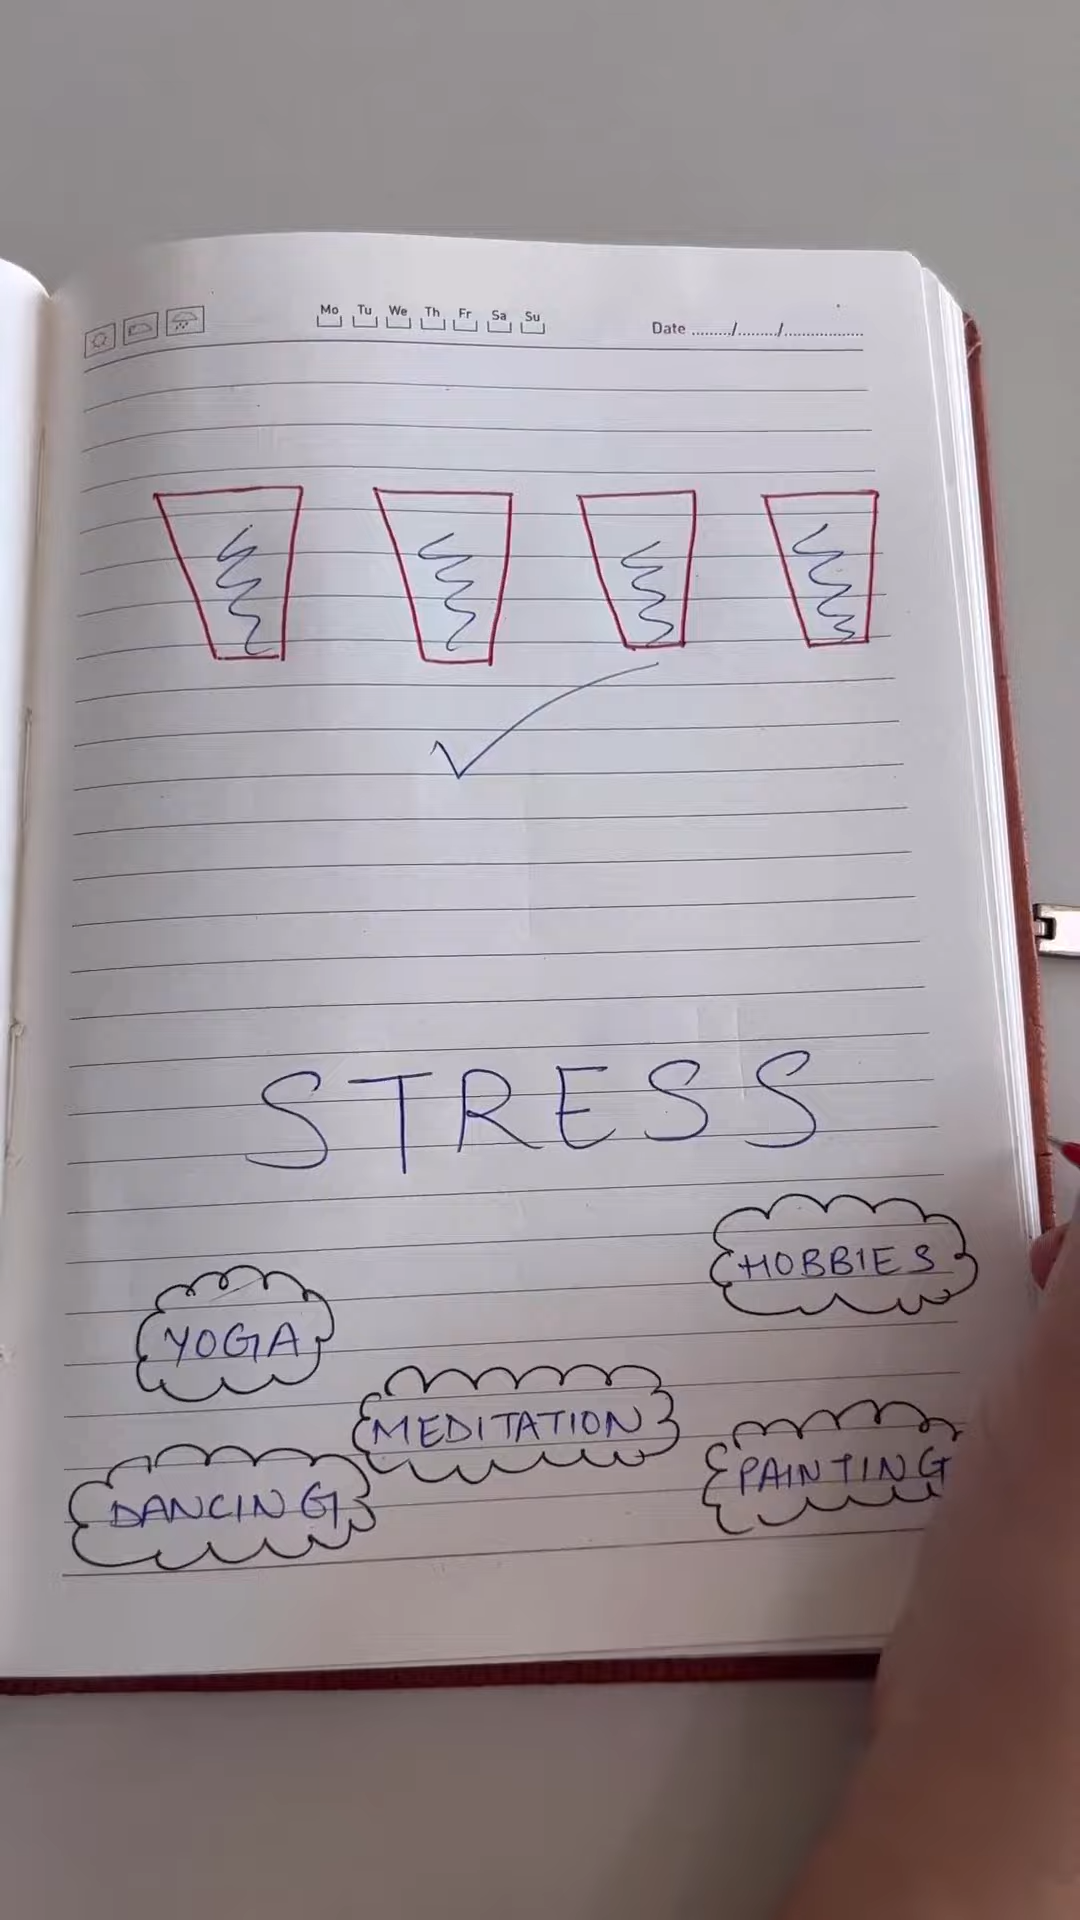 Mo Tu We Th Fr Sa Su
Date ......../......../..................
STRESS
HOBBIES
YOGA
MEDITATION
PAINTING
DANCING